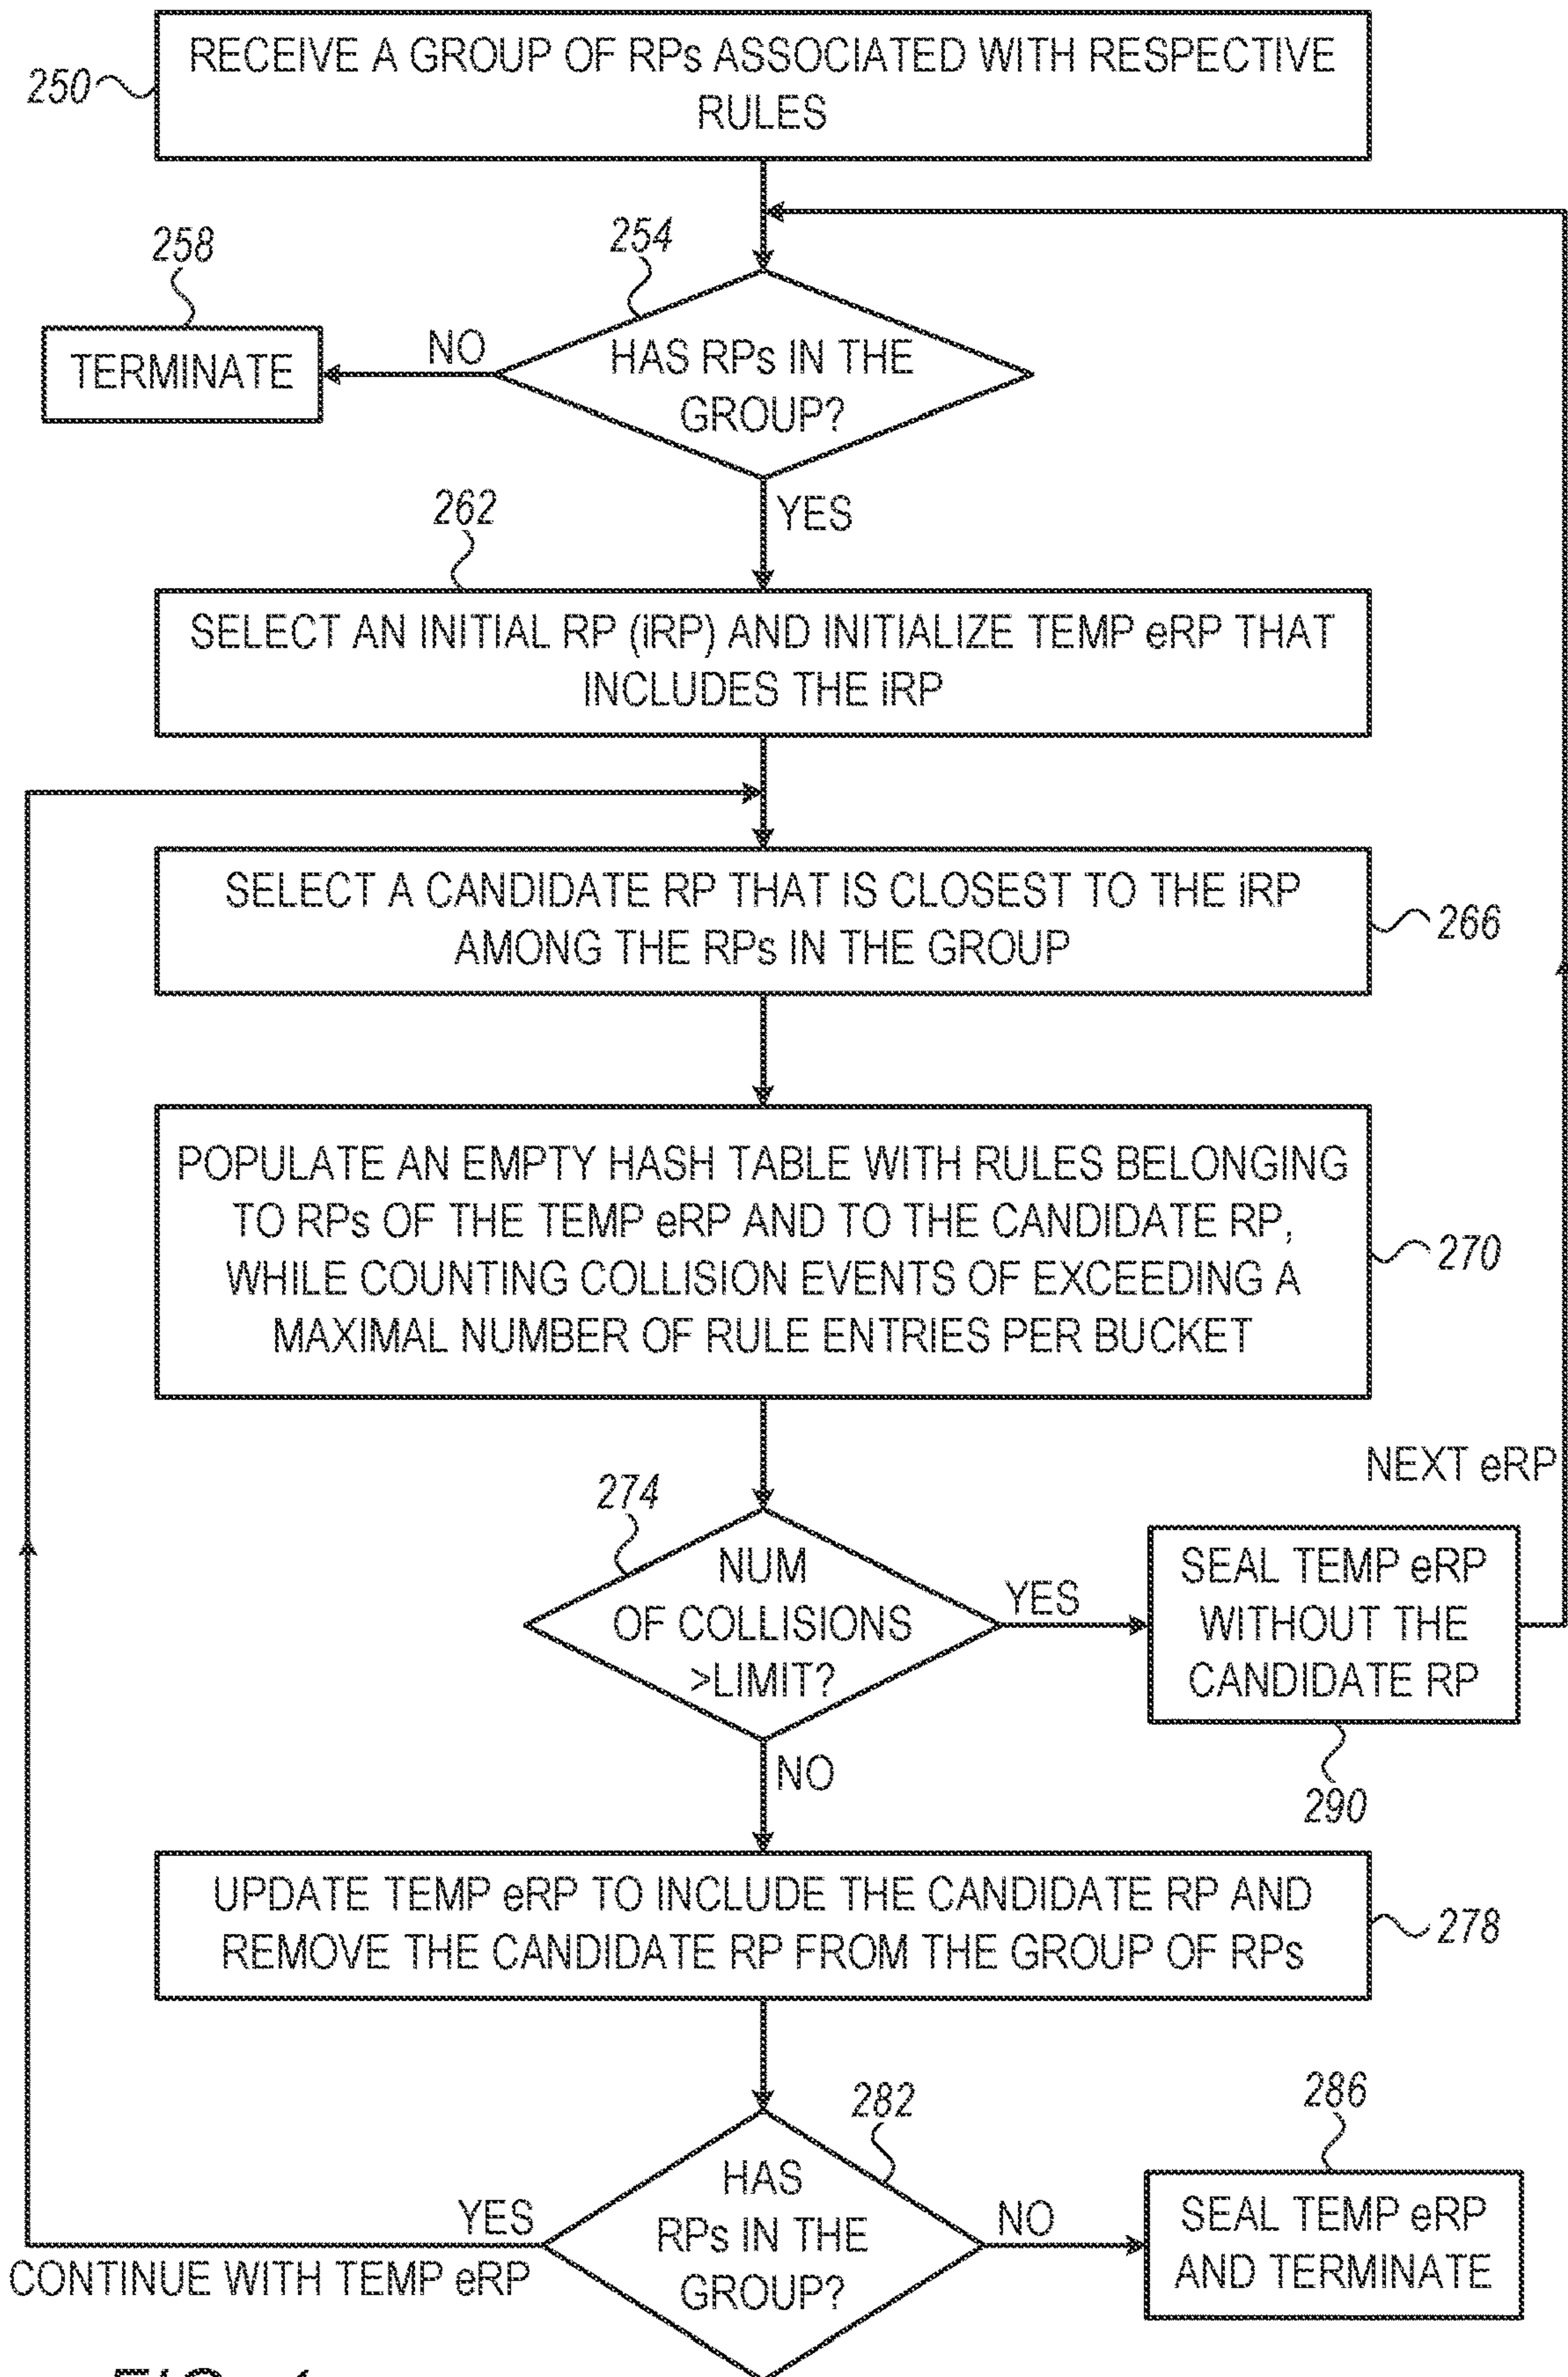 RECEIVE A GROUP OF RPs ASSOCIATED WITH RESPECTIVE
RULES
250
254
258
TERMINATE
NO
HAS RPs IN THE
GROUP?
YES
262
SELECT AN INITIAL RP (iRP) AND INITIALIZE TEMP eRP THAT
INCLUDES THE iRP
SELECT A CANDIDATE RP THAT IS CLOSEST TO THE iRP
AMONG THE RPs IN THE GROUP
266
POPULATE AN EMPTY HASH TABLE WITH RULES BELONGING
TO RPs OF THE TEMP eRP AND TO THE CANDIDATE RP,
WHILE COUNTING COLLISION EVENTS OF EXCEEDING A
MAXIMAL NUMBER OF RULE ENTRIES PER BUCKET
270
NEXT eRP
274
NUM
OF COLLISIONS
>LIMIT?
YES
SEAL TEMP eRP
WITHOUT THE
CANDIDATE RP
290
NO
UPDATE TEMP eRP TO INCLUDE THE CANDIDATE RP AND
REMOVE THE CANDIDATE RP FROM THE GROUP OF RPs
278
282
286
HAS
RPs IN THE
GROUP?
YES
CONTINUE WITH TEMP eRP
NO
SEAL TEMP eRP
AND TERMINATE